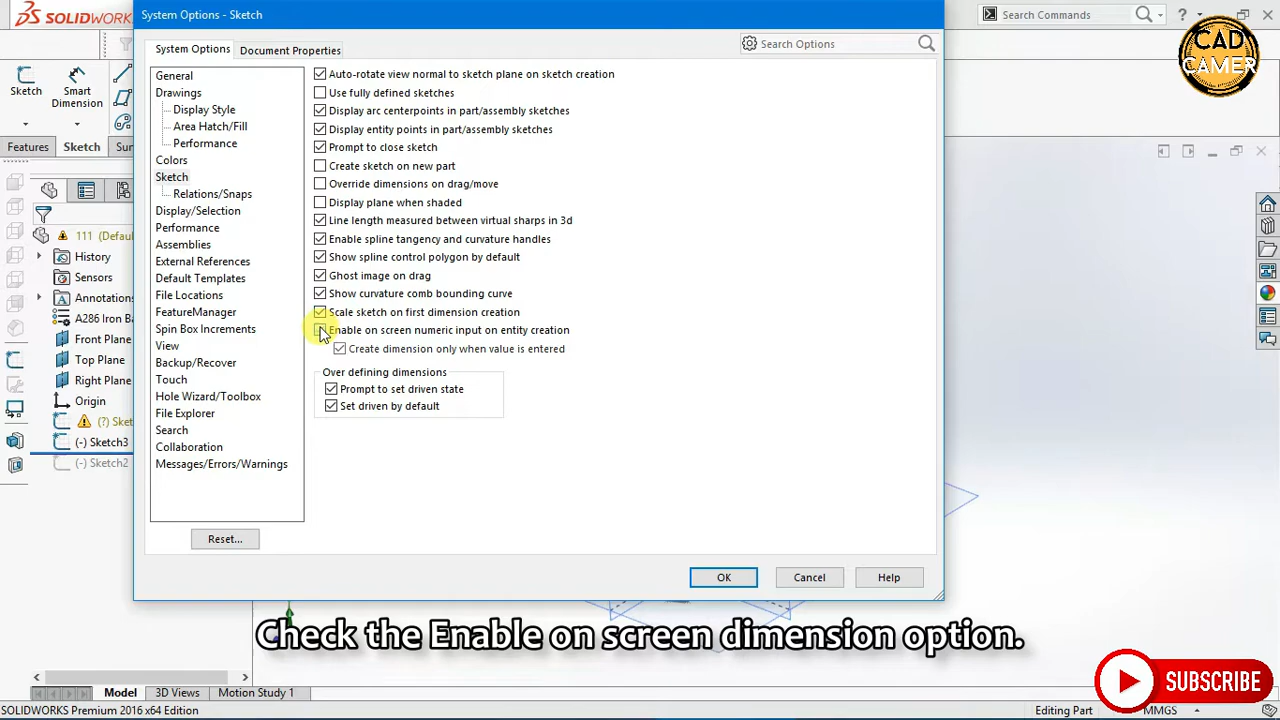 System Options - Sketch
SOLIDWORKS
Search Commands
?
CAD
CAMER
System Options
Document Properties
Search Options
Sketch
Smart
Dimension
Features
Sketch
Sur
General
Drawings
Display Style
Area Hatch/Fill
Performance
Colors
Sketch
Relations/Snaps
Display/Selection
Performance
Assemblies
External References
Default Templates
File Locations
FeatureManager
Spin Box Increments
View
Backup/Recover
Touch
Hole Wizard/Toolbox
File Explorer
Search
Collaboration
Messages/Errors/Warnings
Reset...
Auto-rotate view normal to sketch plane on sketch creation
Use fully defined sketches
Display arc centerpoints in part/assembly sketches
Display entity points in part/assembly sketches
Prompt to close sketch
Create sketch on new part
Override dimensions on drag/move
Display plane when shaded
Line length measured between virtual sharps in 3d
Enable spline tangency and curvature handles
Show spline control polygon by default
Ghost image on drag
Show curvature comb bounding curve
Scale sketch on first dimension creation
Enable on screen numeric input on entity creation
Create dimension only when value is entered
Over defining dimensions
Prompt to set driven state
Set driven by default
111 (Defau
History
Sensors
Annotations
A286 Iron Ba
Front Plane
Top Plane
Right Plane
Origin
(?) Sket
(-) Sketch3
(-) Sketch2
OK
Cancel
Help
Check the Enable on screen dimension option.
SUBSCRIBE
Model
3D Views
Motion Study 1
SOLIDWORKS Premium 2016 x64 Edition
Editing Part
MMGS